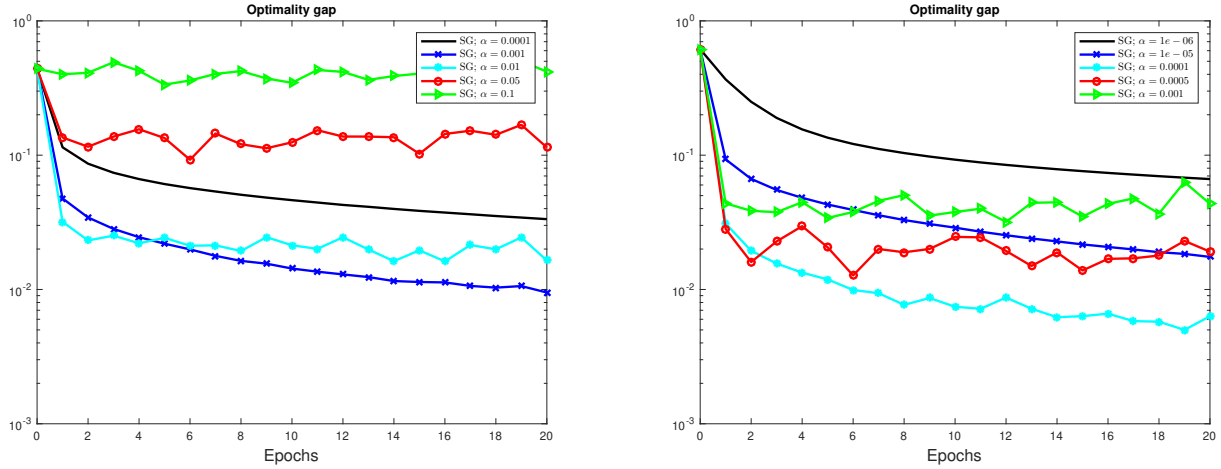 Optimality gap
10^0
10^-1
10^-2
10^-3
SG; α = 0.0001
SG; α = 0.001
SG; α = 0.01
SG; α = 0.05
SG; α = 0.1
0 2 4 6 8 10 12 14 16 18 20
Epochs
Optimality gap
10^0
10^-1
10^-2
10^-3
SG; α = 1e − 06
SG; α = 1e − 05
SG; α = 0.0001
SG; α = 0.0005
SG; α = 0.001
0 2 4 6 8 10 12 14 16 18 20
Epochs